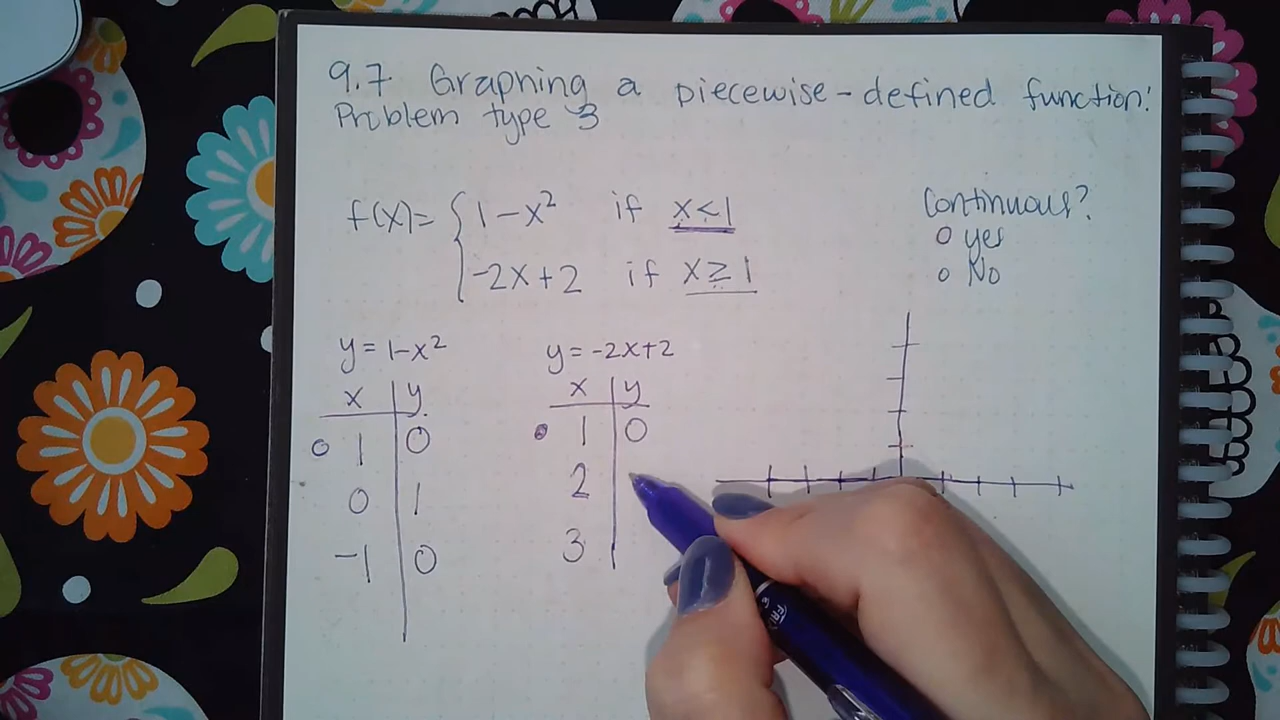 9.7 Graphing a piecewise-defined function:
Problem type 3
f(x)= { 1-x² if x<1
-2x+2 if x≥1
Continuous?
O yes
O No
y=1-x²
x | y
O 1 | 0
0 | 1
-1 | 0
y=-2x+2
x | y
● 1 | 0
2
3